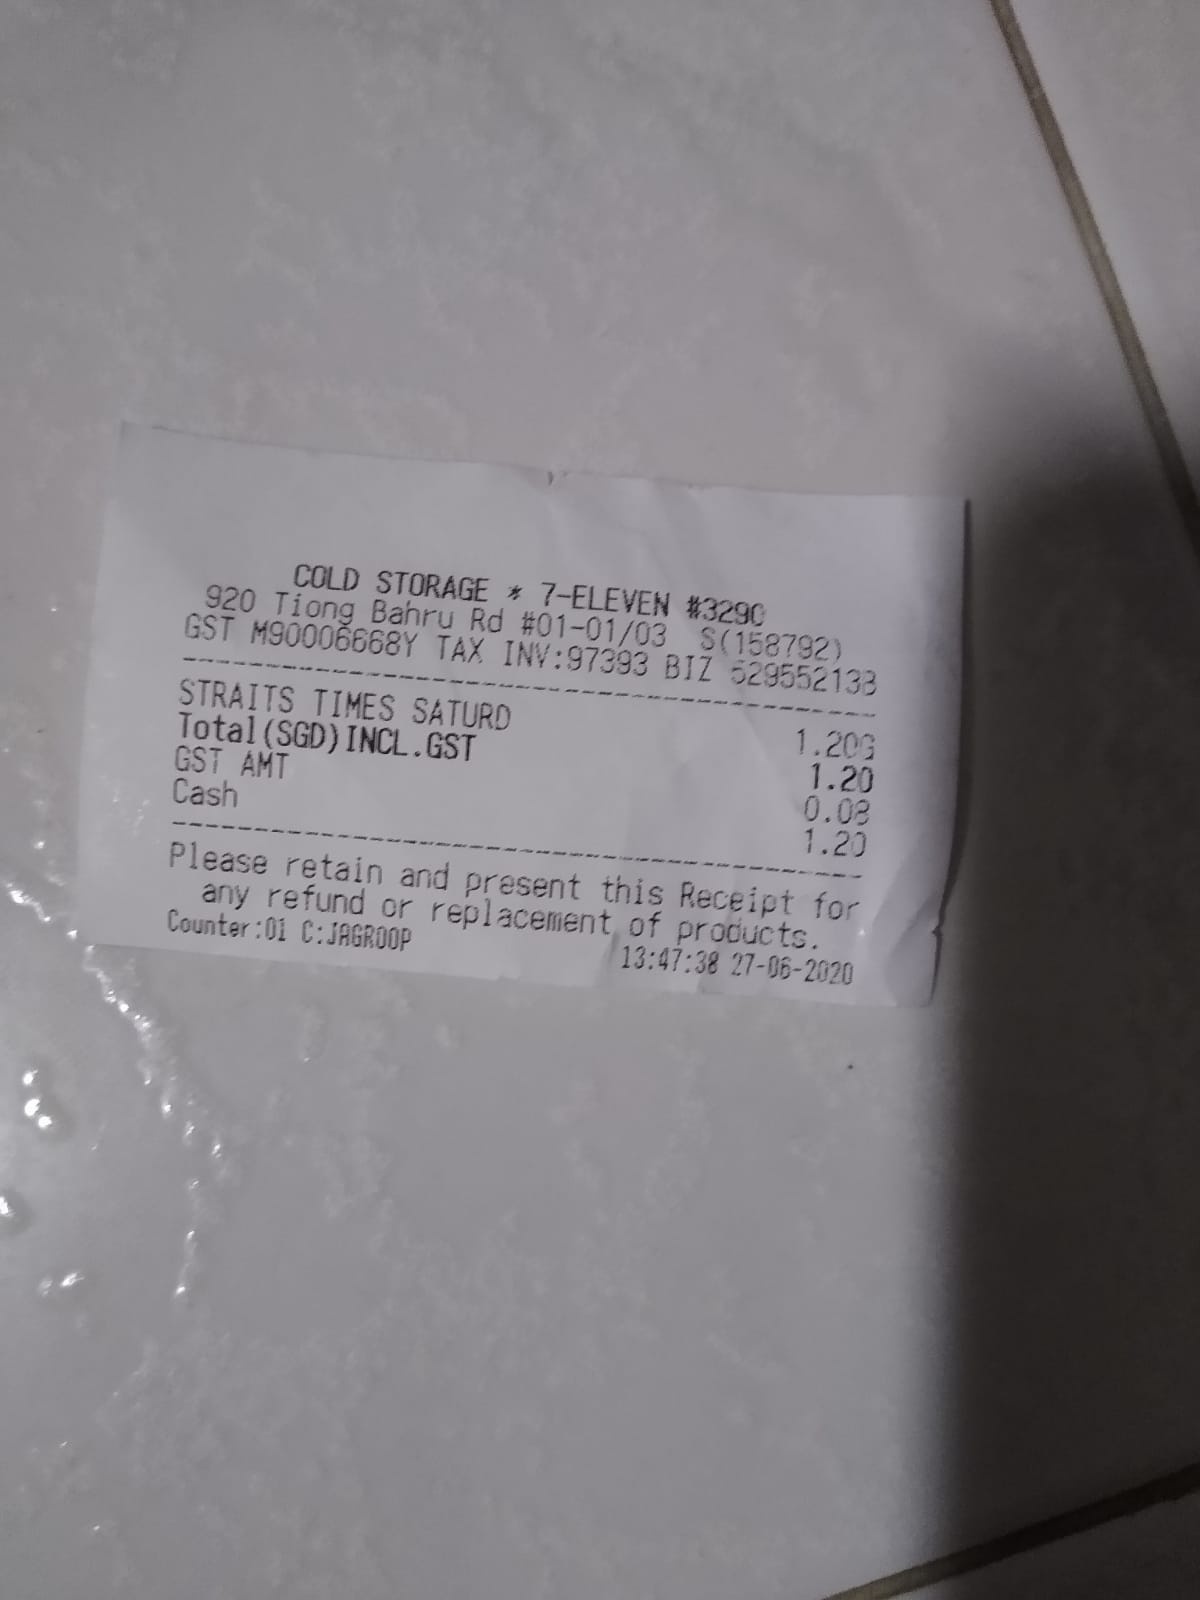 COLD STORAGE * 7-ELEVEN #3290
920 Tiong Bahru Rd #01-01/03 S(158792)
GST M90006668Y TAX INV:97393 BIZ 52955213B
STRAITS TIMES SATURD 1.20G
Total(SGD)INCL.GST 1.20
GST AMT 0.08
Cash 1.20
Please retain and present this Receipt for
any refund or replacement of products.
Counter:01 C:JAGROOP 13:47:38 27-06-2020